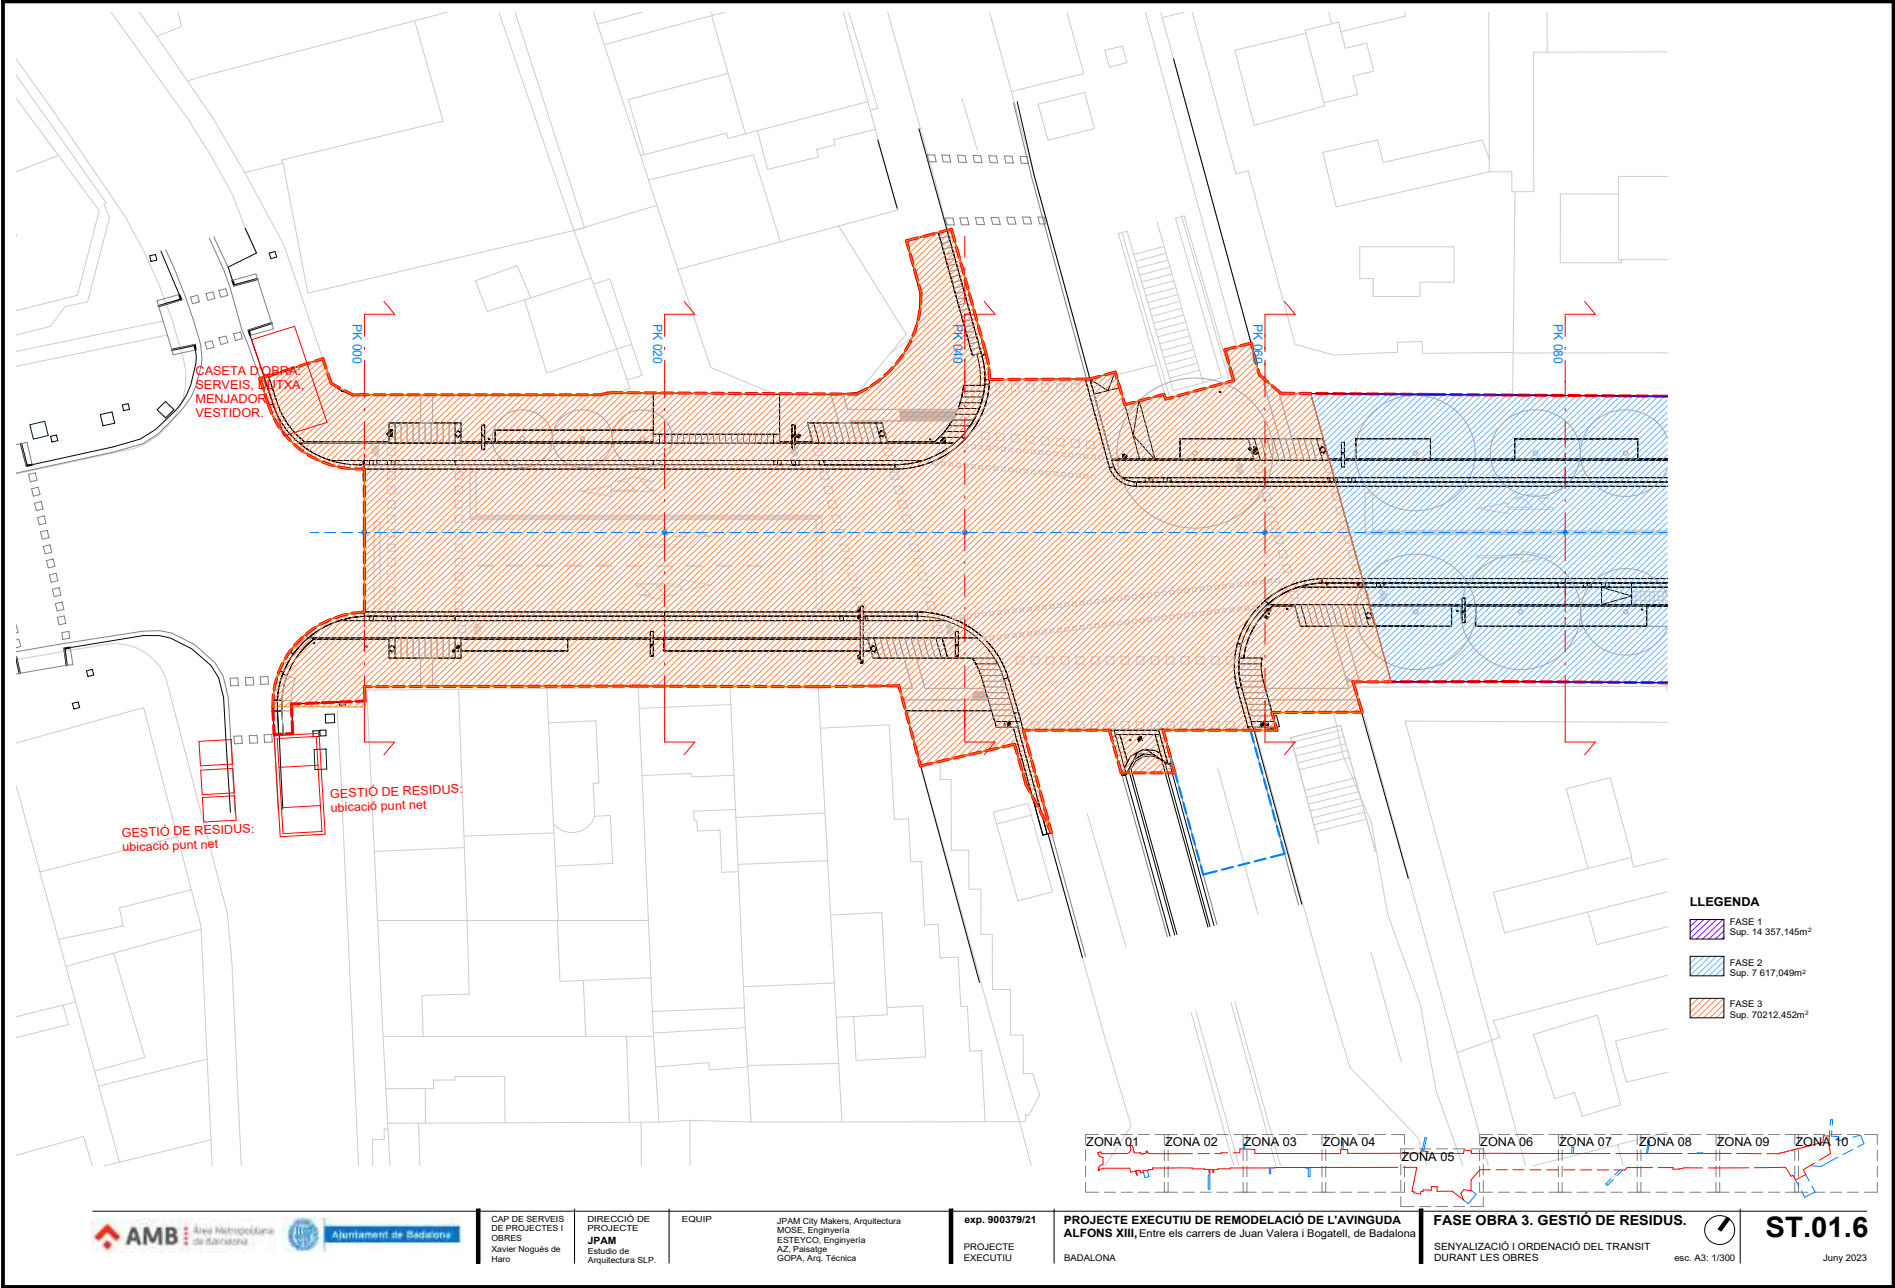 PK 000
PK 020
PK 040
PK 060
PK 080
CASETA D'OBRA:
SERVEIS, DUTXA,
MENJADOR,
VESTIDOR.
GESTIÓ DE RESIDUS:
ubicació punt net
GESTIÓ DE RESIDUS:
ubicació punt net
LLEGENDA
FASE 1
Sup. 14 357,145m²
FASE 2
Sup. 7 617,049m²
FASE 3
Sup. 70212,452m²
ZONA 01
ZONA 02
ZONA 03
ZONA 04
ZONA 05
ZONA 06
ZONA 07
ZONA 08
ZONA 09
ZONA 10
AMB
Àrea Metropolitana
de Barcelona
Ajuntament de Badalona
CAP DE SERVEIS
DE PROJECTES I
OBRES
Xavier Nogués de
Haro
DIRECCIÓ DE
PROJECTE
JPAM
Estudio de
Arquitectura SLP.
EQUIP
JPAM City Makers, Arquitectura
MOSE, Enginyería
ESTEYCO, Enginyería
AZ, Paisatge
GOPA, Arq. Técnica
exp. 900379/21
PROJECTE
EXECUTIU
PROJECTE EXECUTIU DE REMODELACIÓ DE L'AVINGUDA
ALFONS XIII, Entre els carrers de Juan Valera i Bogatell, de Badalona
BADALONA
FASE OBRA 3. GESTIÓ DE RESIDUS.
SENYALIZACIÓ I ORDENACIÓ DEL TRANSIT
DURANT LES OBRES
esc. A3: 1/300
ST.01.6
Juny 2023